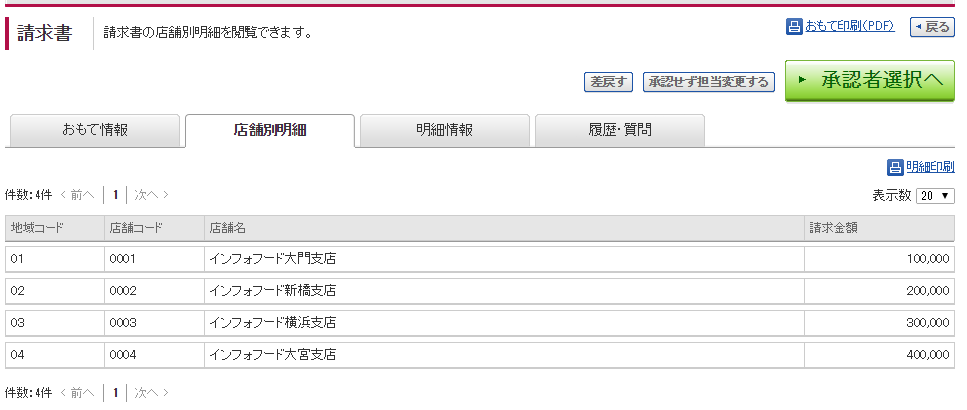 請求書 請求書の店舗別明細を閲覧できます。 おもて印刷(PDF) 戻る
差戻す 承認せず担当変更する 承認者選択へ
おもて情報 店舗別明細 明細情報 履歴・質問
明細印刷
件数:4件 <前へ 1 次へ> 表示数 20
地域コード 店舗コード 店舗名 請求金額
01 0001 インフォフード大門支店 100,000
02 0002 インフォフード新橋支店 200,000
03 0003 インフォフード横浜支店 300,000
04 0004 インフォフード大宮支店 400,000
件数:4件 <前へ 1 次へ>